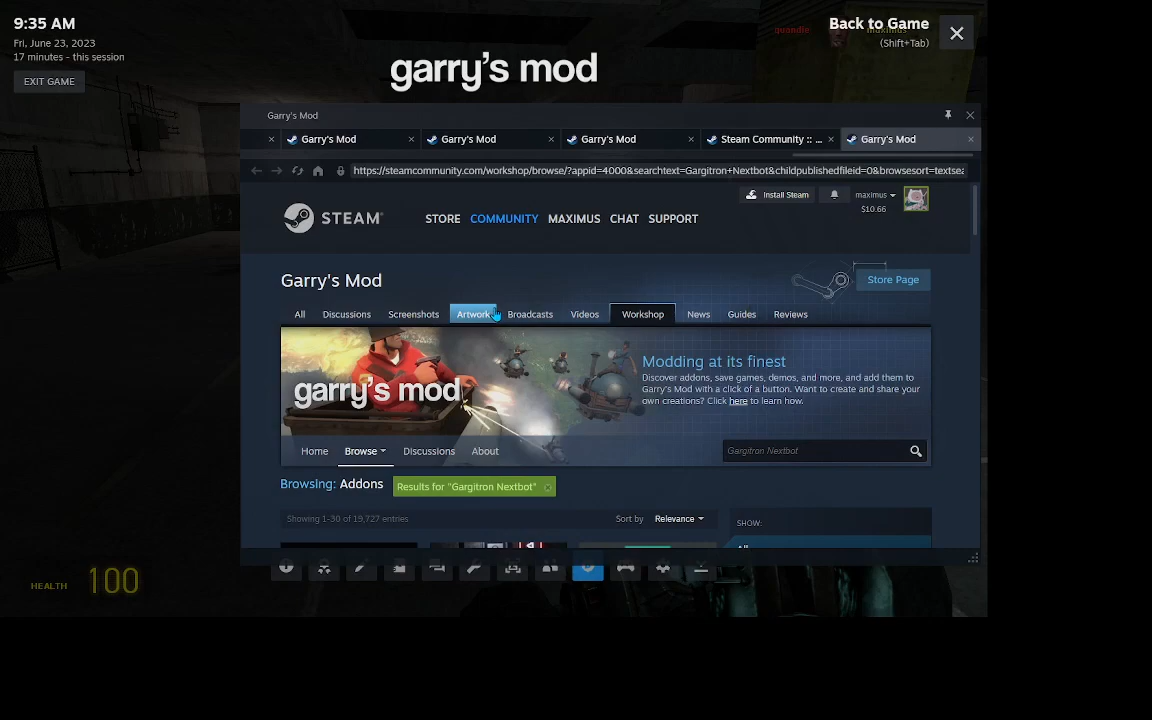 9:35 AM
Fri, June 23, 2023
17 minutes - this session
EXIT GAME
quandle
maximus
Back to Game
(Shift+Tab)
garry's mod
Garry's Mod
Garry's Mod
Garry's Mod
Garry's Mod
Steam Community :: ...
Garry's Mod
https://steamcommunity.com/workshop/browse/?appid=4000&searchtext=Gargitron+Nextbot&childpublishedfileid=0&browsesort=textsea
Install Steam
maximus
$10.66
STEAM
STORE COMMUNITY MAXIMUS CHAT SUPPORT
Garry's Mod
Store Page
All Discussions Screenshots Artwork Broadcasts Videos Workshop News Guides Reviews
garry's mod
Modding at its finest
Discover addons, save games, demos, and more, and add them to
Garry's Mod with a click of a button. Want to create and share your
own creations? Click here to learn how.
Home Browse Discussions About
Gargitron Nextbot
Browsing: Addons
Results for "Gargitron Nextbot"
Showing 1-30 of 19,727 entries
Sort by Relevance
SHOW:
All
HEALTH 100